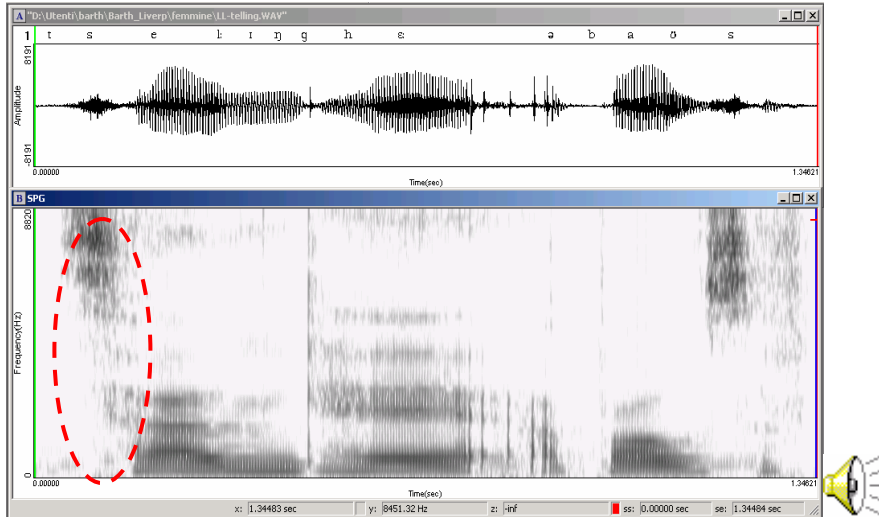 A "D:\Utenti\barth\Barth_Liverp\femmine\LL-telling.WAV"
1 t s e ɫ ɪ ŋ g h ɛ ə b a ʊ s
8191
Amplitude
-8191
0.00000 1.34621
Time(sec)
B SPG
8820
Frequency(Hz)
0
0.00000 1.34621
Time(sec)
x: 1.34483 sec y: 8451.32 Hz z: -inf ss: 0.00000 sec se: 1.34484 sec